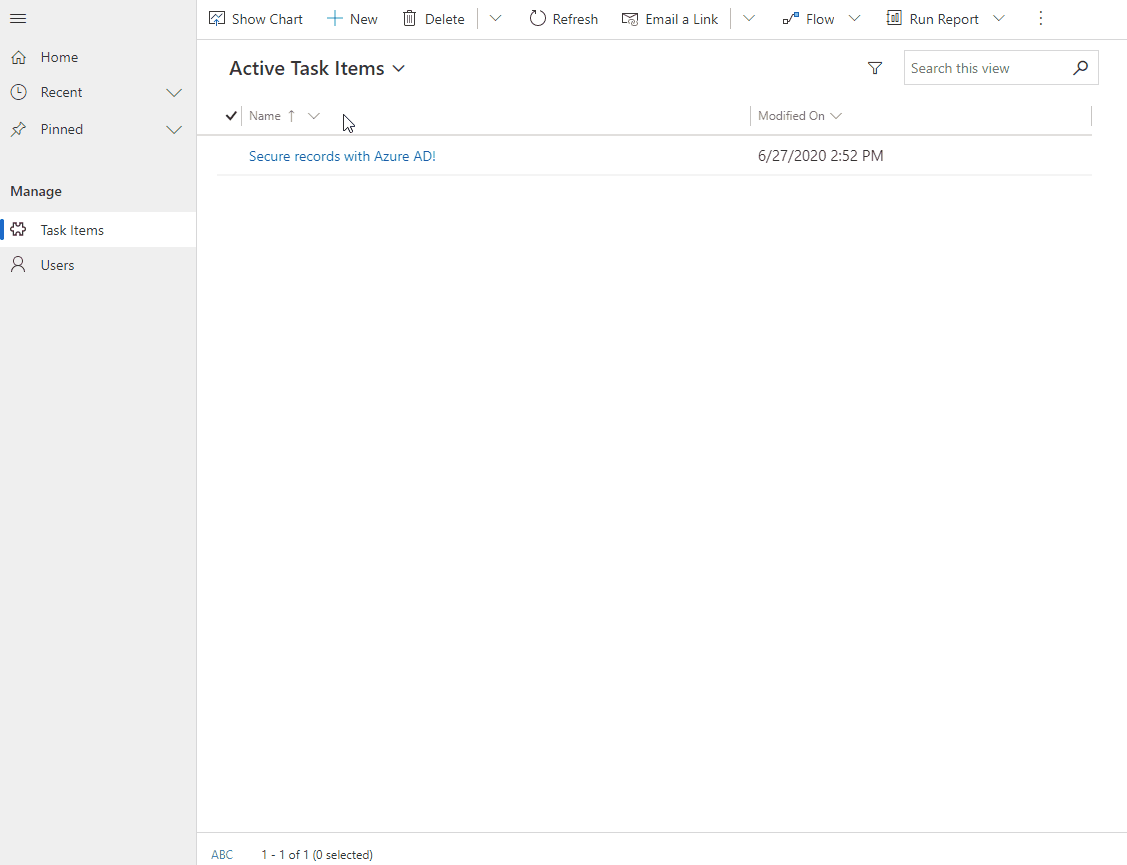 Show Chart New Delete Refresh Email a Link Flow Run Report
Home
Recent
Pinned
Manage
Task Items
Users
Active Task Items
Search this view
Name Modified On
Secure records with Azure AD! 6/27/2020 2:52 PM
ABC 1 - 1 of 1 (0 selected)